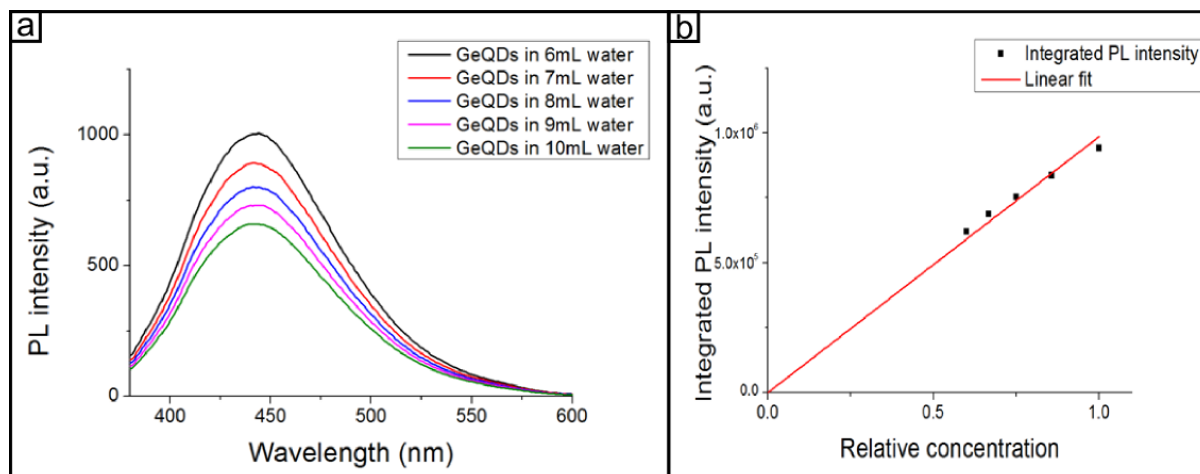 a
GeQDs in 6mL water
GeQDs in 7mL water
GeQDs in 8mL water
GeQDs in 9mL water
GeQDs in 10mL water
PL intensity (a.u.)
1000
500
0
400
450
500
550
600
Wavelength (nm)
b
Integrated PL intensity
Linear fit
Integrated PL intensity (a.u.)
1.0x10⁶
5.0x10⁵
0.0
0.0
0.5
1.0
Relative concentration